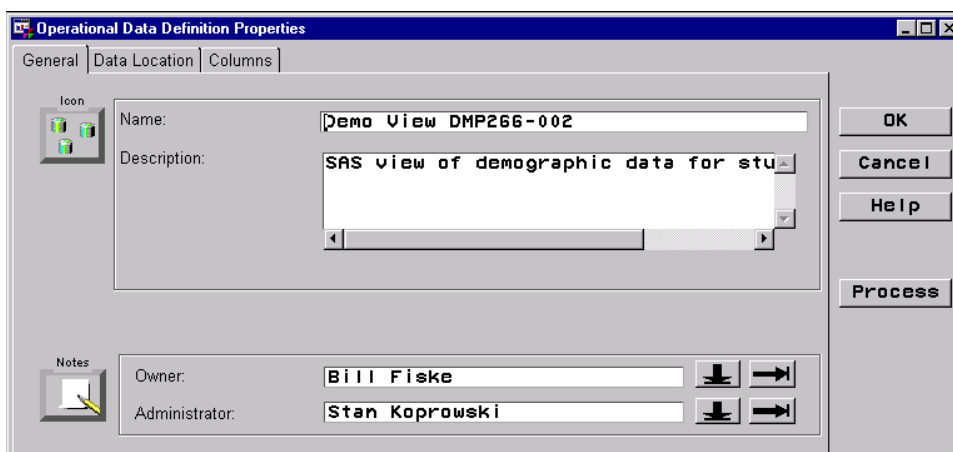 Operational Data Definition Properties
General Data Location Columns
Icon
Name: Demo View DMP266-002
Description: SAS view of demographic data for stu
OK
Cancel
Help
Process
Notes
Owner: Bill Fiske
Administrator: Stan Koprowski